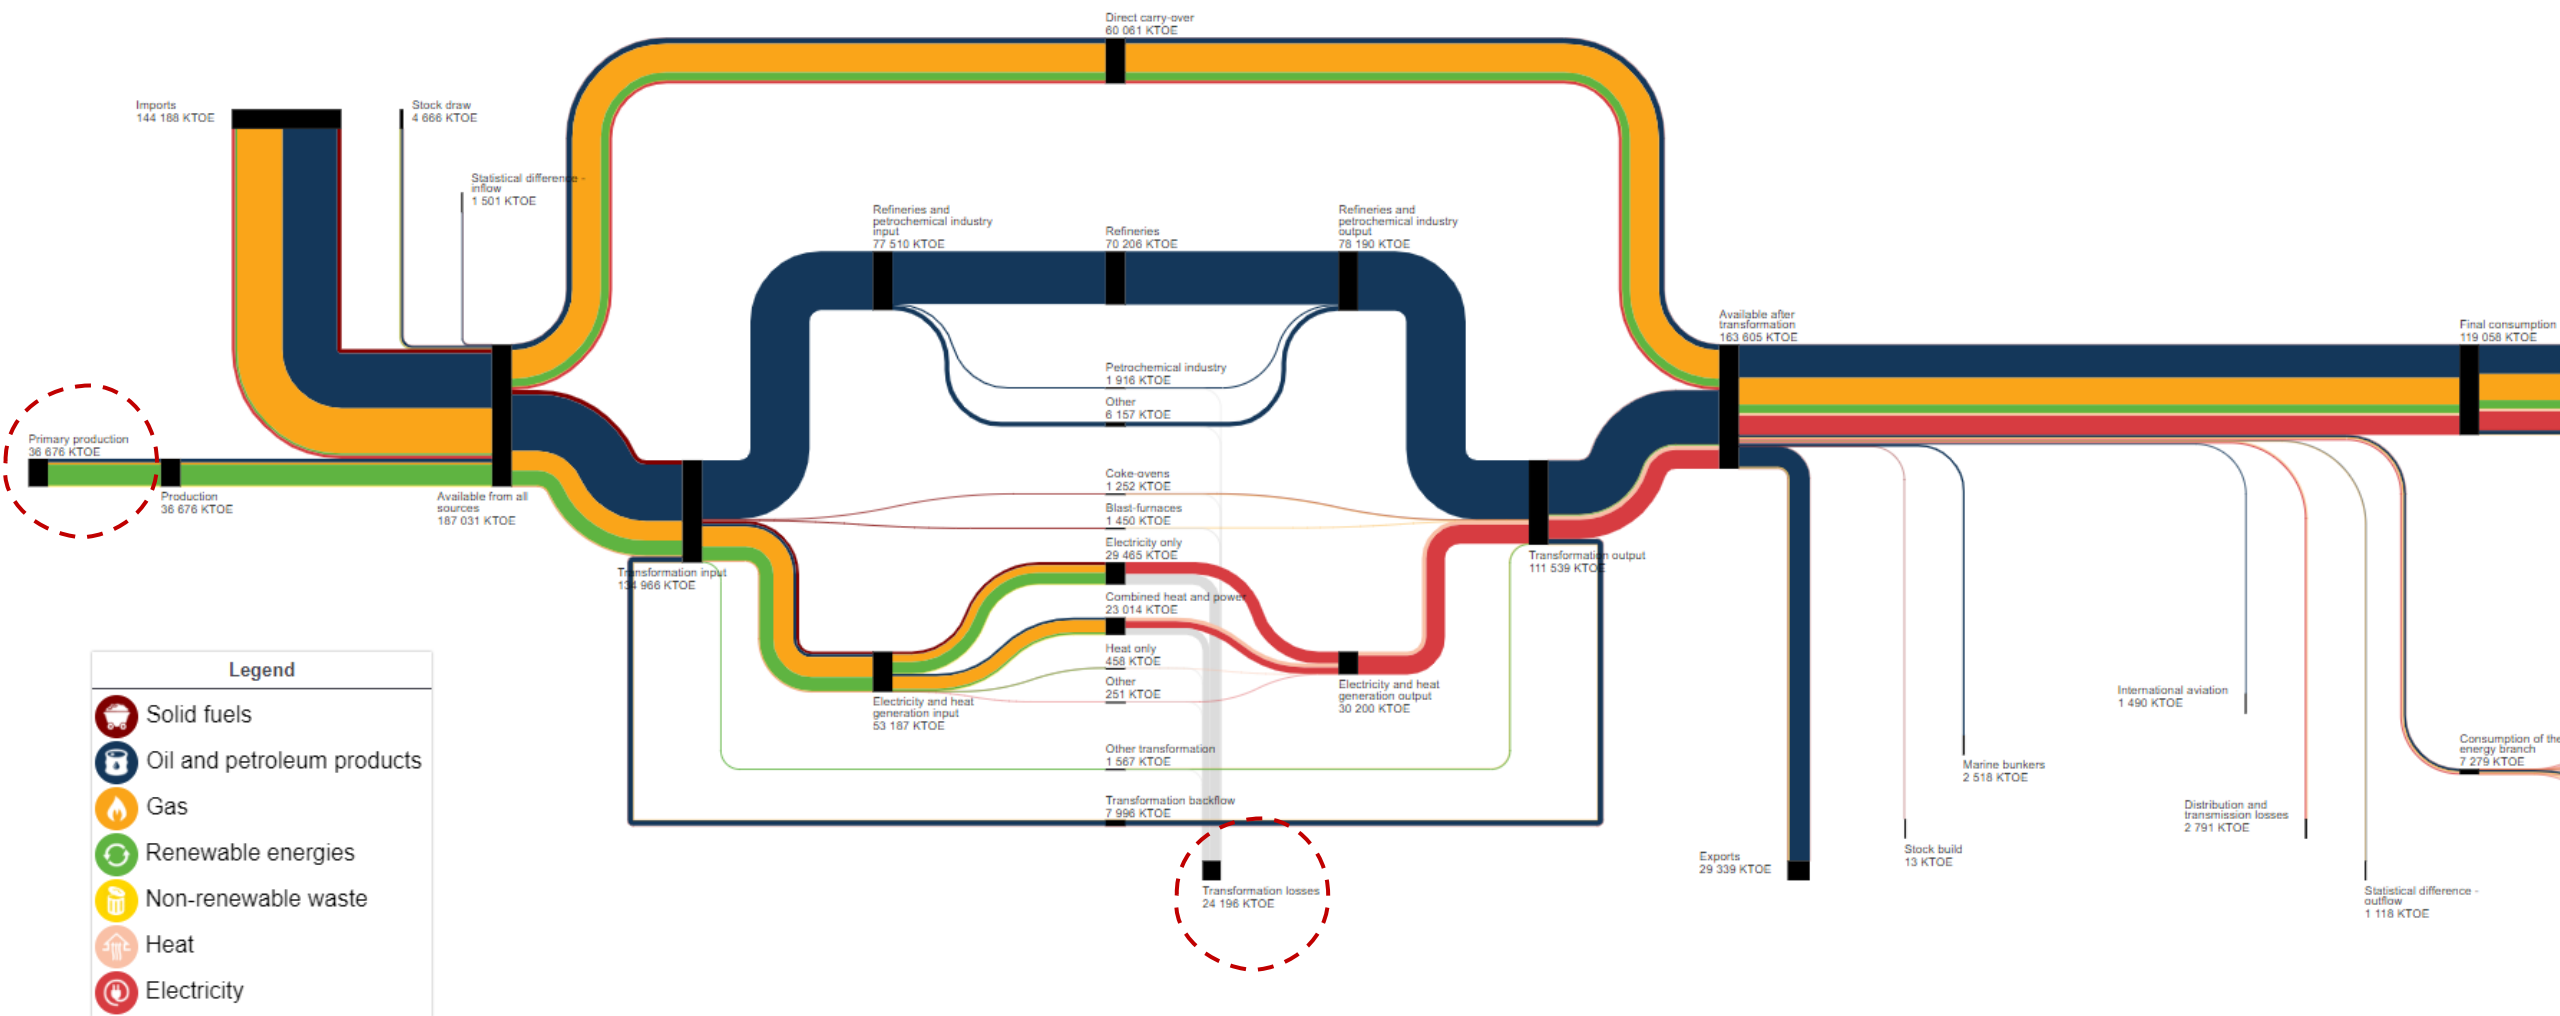 Direct carry-over
60 061 KTOE
Imports
144 188 KTOE
Stock draw
4 666 KTOE
Statistical difference -
inflow
1 501 KTOE
Refineries and
petrochemical industry
input
77 510 KTOE
Refineries
70 206 KTOE
Refineries and
petrochemical industry
output
78 190 KTOE
Available after
transformation
163 605 KTOE
Final consumption
119 058 KTOE
Petrochemical industry
1 916 KTOE
Other
6 157 KTOE
Primary production
36 676 KTOE
Production
36 676 KTOE
Available from all
sources
187 031 KTOE
Coke-ovens
1 252 KTOE
Blast-furnaces
1 450 KTOE
Electricity only
29 465 KTOE
Transformation input
134 966 KTOE
Transformation output
111 539 KTOE
Combined heat and power
23 014 KTOE
Heat only
458 KTOE
Other
251 KTOE
Electricity and heat
generation input
53 187 KTOE
Electricity and heat
generation output
30 200 KTOE
Other transformation
1 567 KTOE
Transformation backflow
7 996 KTOE
Transformation losses
24 196 KTOE
International aviation
1 490 KTOE
Marine bunkers
2 518 KTOE
Consumption of the
energy branch
7 279 KTOE
Distribution and
transmission losses
2 791 KTOE
Exports
29 339 KTOE
Stock build
13 KTOE
Statistical difference -
outflow
1 118 KTOE
Legend
Solid fuels
Oil and petroleum products
Gas
Renewable energies
Non-renewable waste
Heat
Electricity